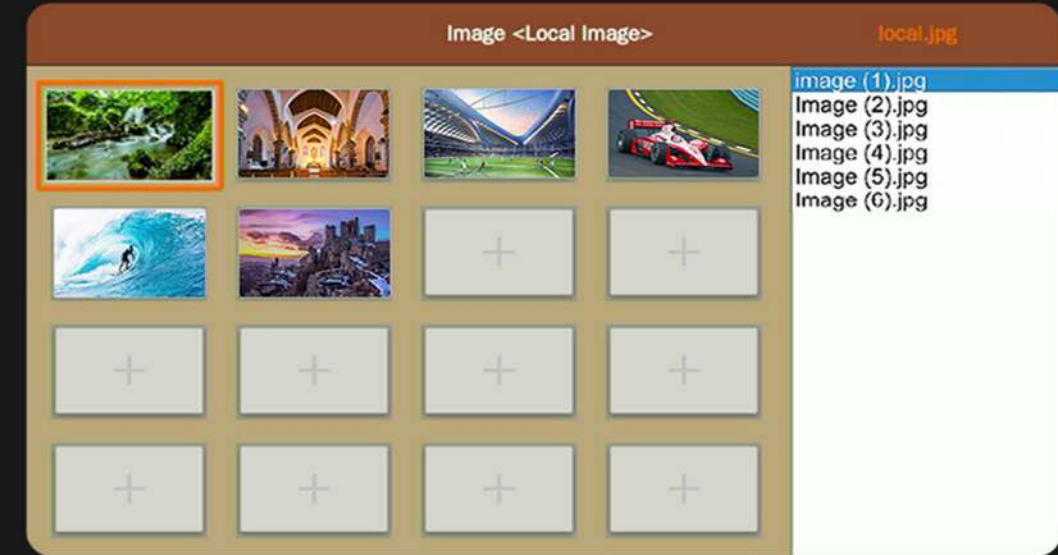 Image <Local Image>
local.jpg
image (1).jpg
Image (2).jpg
Image (3).jpg
Image (4).jpg
Image (5).jpg
Image (6).jpg